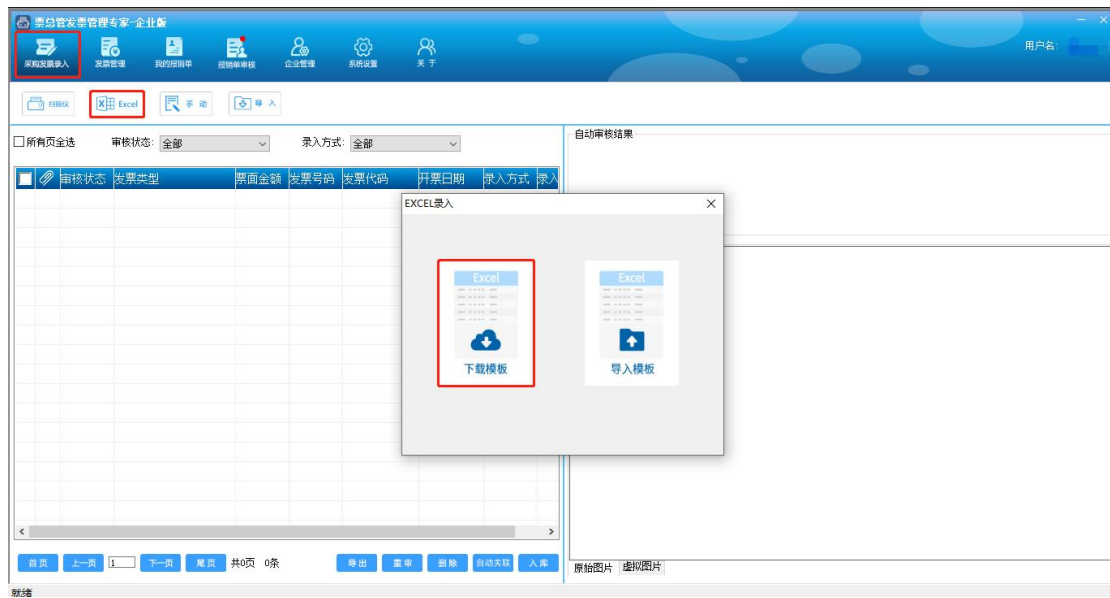 票总管发票管理专家-企业版
采购发票录入 发票管理 我的报销单 报销单审核 企业管理 系统设置 关于 用户名:
扫描仪 Excel 手动 导入
所有页全选 审核状态: 全部 录入方式: 全部 自动审核结果
审核状态 发票类型 票面金额 发票号码 发票代码 开票日期 录入方式 录入
EXCEL录入
Excel Excel
下载模板 导入模板
首页 上一页 1 下一页 尾页 共0页 0条 导出 重审 删除 自动关联 入库
原始图片 虚拟图片
就绪